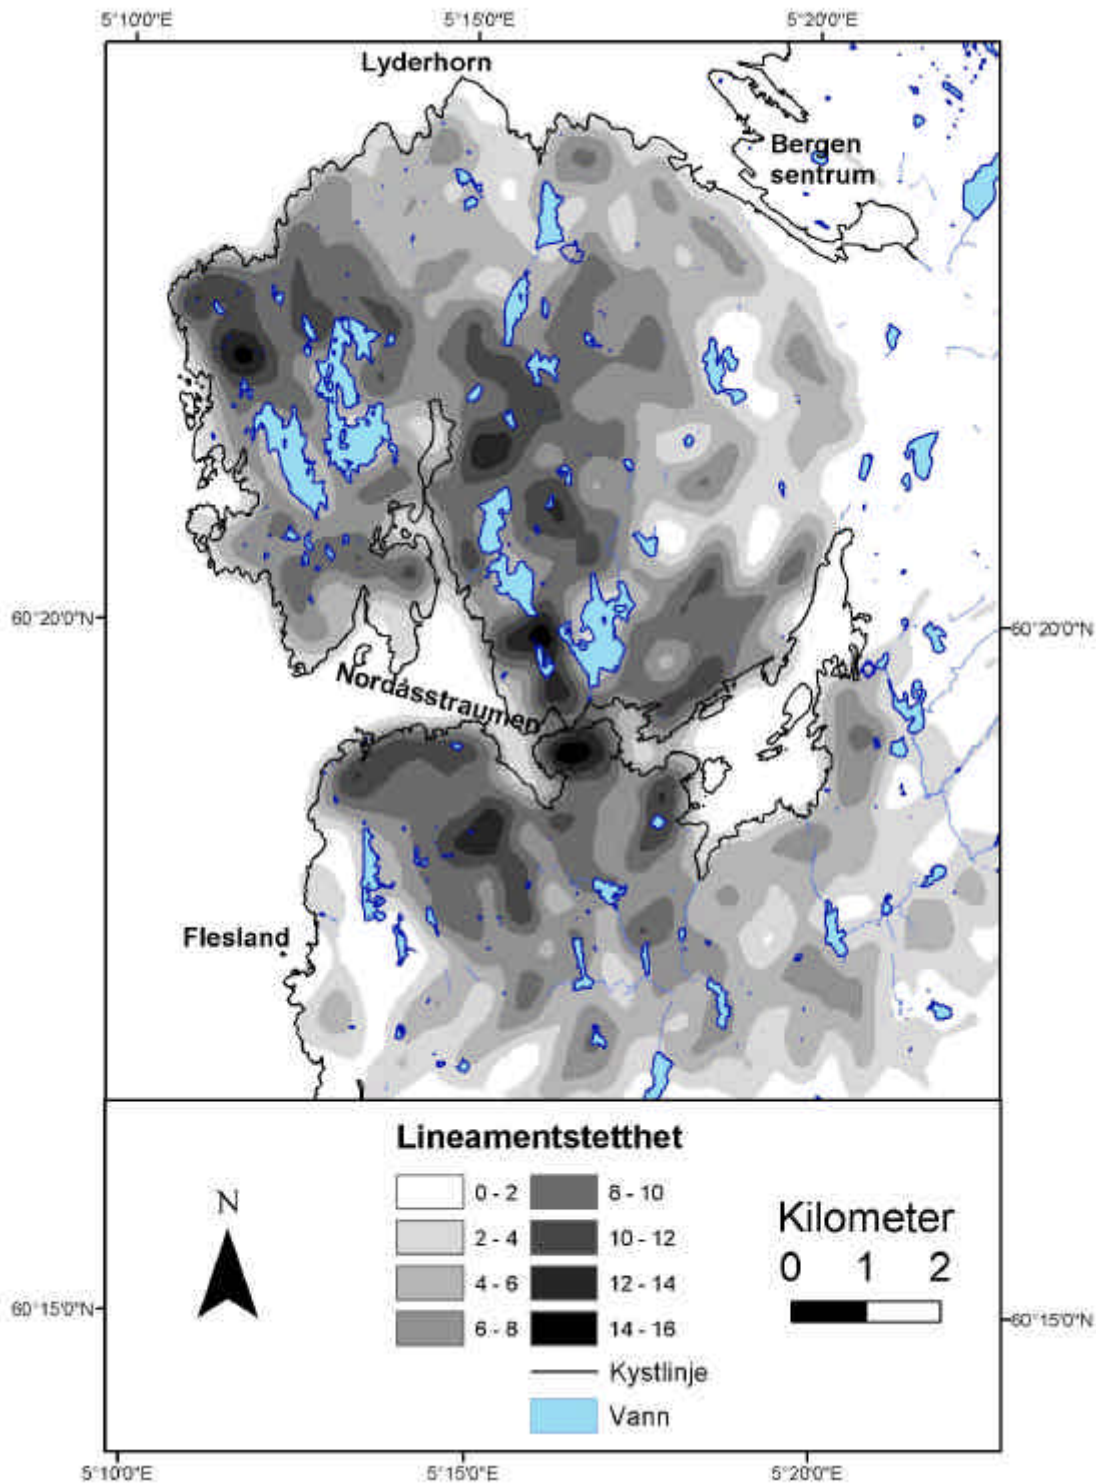 5°10'0"E 5°15'0"E 5°20'0"E
Lyderhorn
Bergen
sentrum
60°20'0"N 60°20'0"N
Nordåsstraumen
Flesland
Lineamentstetthet
0 - 2 8 - 10
2 - 4 10 - 12
4 - 6 12 - 14
6 - 8 14 - 16
Kystlinje
Vann
N
Kilometer
0 1 2
60°15'0"N 60°15'0"N
5°10'0"E 5°15'0"E 5°20'0"E